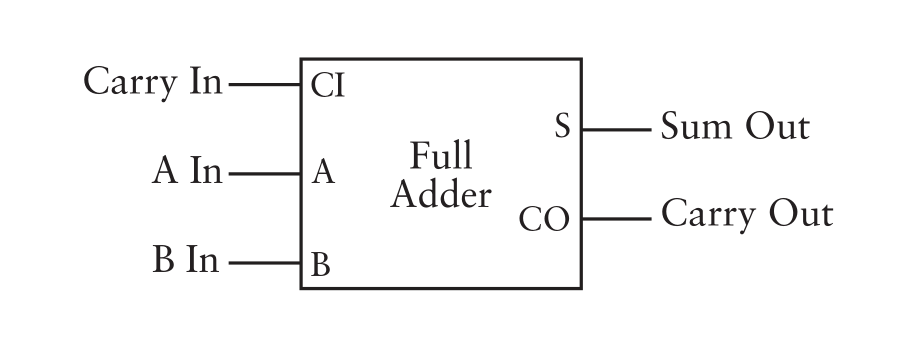 Carry In
CI
A In
A
B In
B
Full
Adder
S
Sum Out
CO
Carry Out